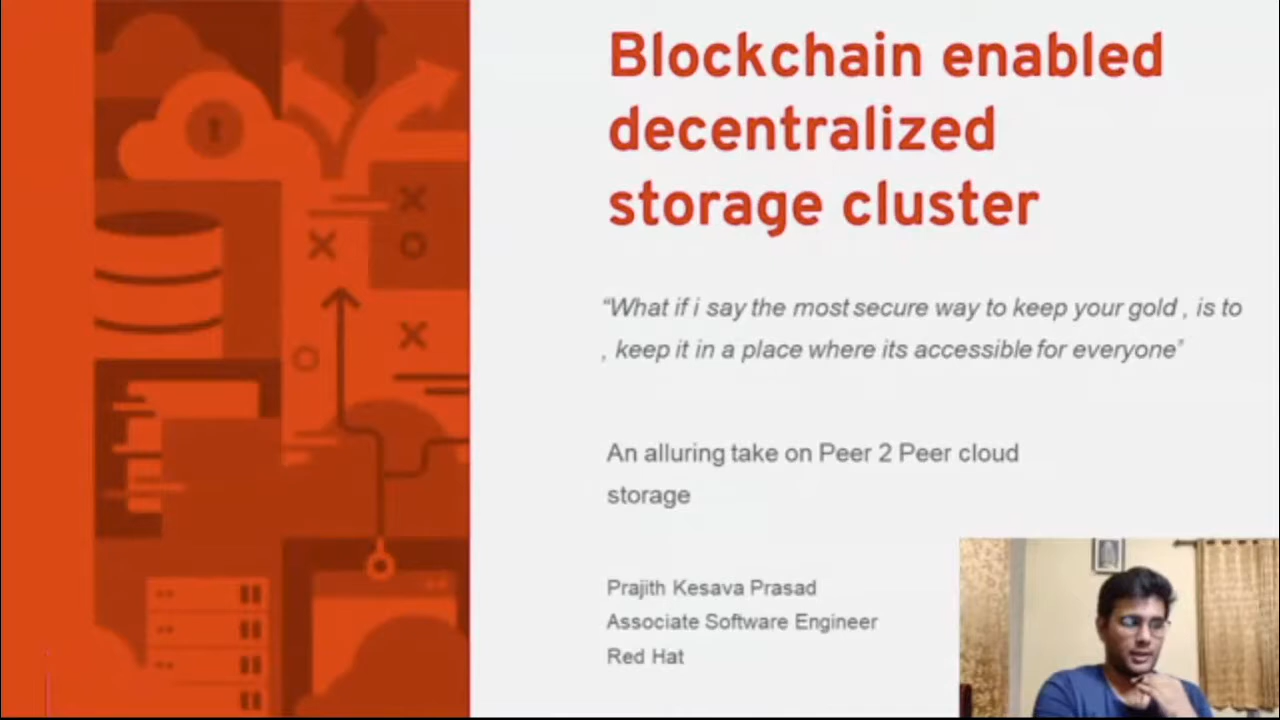 Blockchain enabled
decentralized
storage cluster
“What if i say the most secure way to keep your gold , is to
, keep it in a place where its accessible for everyone”
An alluring take on Peer 2 Peer cloud
storage
Prajith Kesava Prasad
Associate Software Engineer
Red Hat